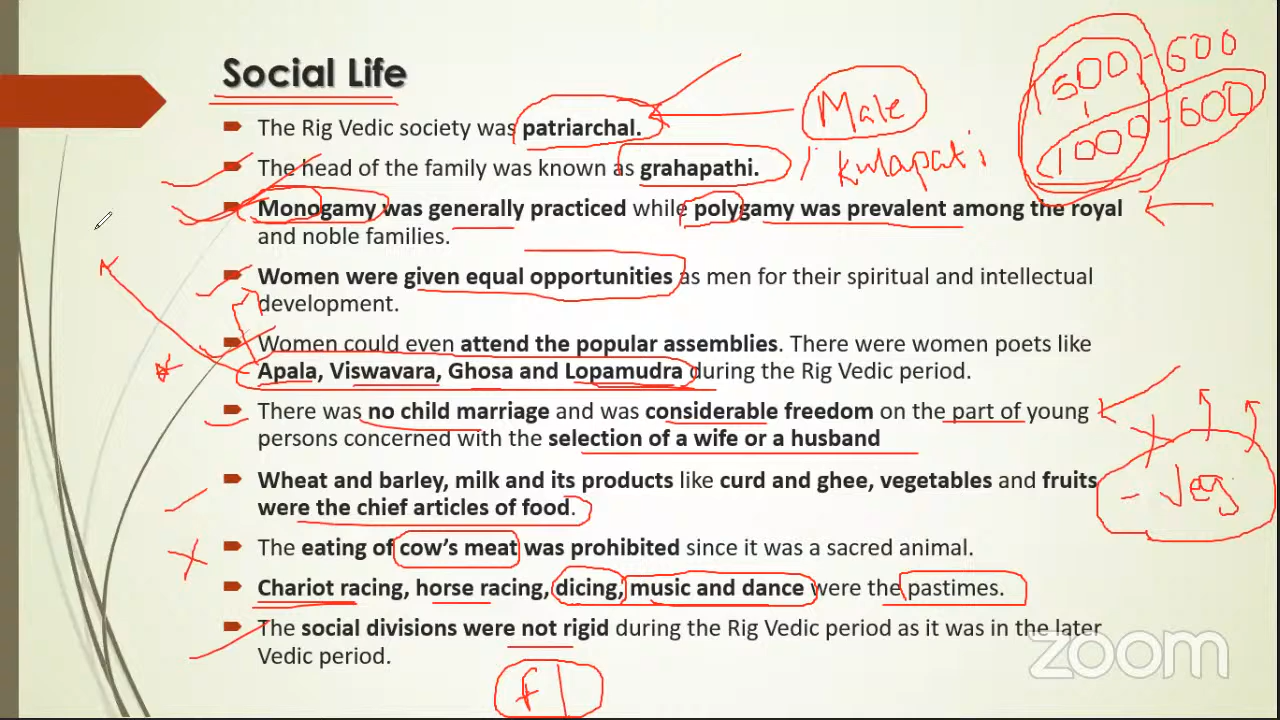 Social Life
1500 - 600
Male
The Rig Vedic society was patriarchal.
1000 - 600
The head of the family was known as grahapathi.
Kulapati
Monogamy was generally practiced while polygamy was prevalent among the royal
and noble families.
Women were given equal opportunities as men for their spiritual and intellectual
development.
Women could even attend the popular assemblies. There were women poets like
Apala, Viswavara, Ghosa and Lopamudra during the Rig Vedic period.
There was no child marriage and was considerable freedom on the part of young
persons concerned with the selection of a wife or a husband
Wheat and barley, milk and its products like curd and ghee, vegetables and fruits
- Veg
were the chief articles of food.
The eating of cow's meat was prohibited since it was a sacred animal.
Chariot racing, horse racing, dicing, music and dance were the pastimes.
The social divisions were not rigid during the Rig Vedic period as it was in the later
Vedic period.
zoom